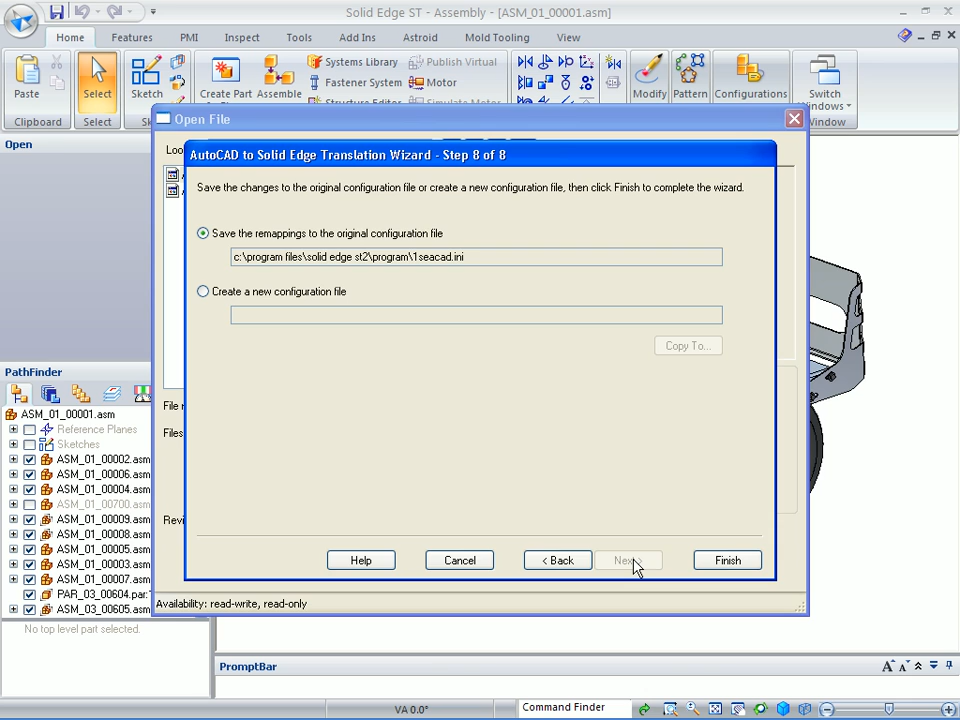 Solid Edge ST - Assembly - [ASM_01_00001.asm]
Home Features PMI Inspect Tools Add Ins Astroid Mold Tooling View
Systems Library Publish Virtual
Fastener System Motor
Paste Select Sketch Create Part Assemble Modify Pattern Configurations Switch
Windows
Clipboard Select
Open File
Open
AutoCAD to Solid Edge Translation Wizard - Step 8 of 8
Save the changes to the original configuration file or create a new configuration file, then click Finish to complete the wizard.
Save the remappings to the original configuration file
c:\program files\solid edge st2\program\1seacad.ini
Create a new configuration file
Copy To...
PathFinder
ASM_01_00001.asm
Reference Planes
Sketches
ASM_01_00002.asm
ASM_01_00006.asm
ASM_01_00004.asm
ASM_01_00700.asm
ASM_01_00009.asm
ASM_01_00008.asm
ASM_01_00005.asm
ASM_01_00003.asm
ASM_01_00007.asm
PAR_03_00604.par:
ASM_03_00605.asm
Help Cancel < Back Finish
Availability: read-write, read-only
No top level part selected.
PromptBar
VA 0.0° Command Finder